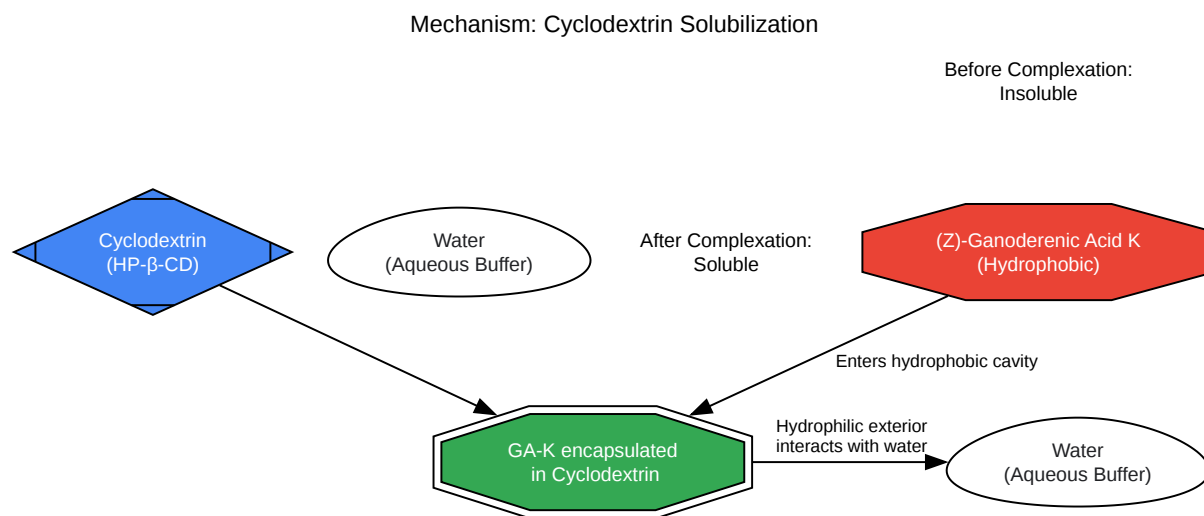 Mechanism: Cyclodextrin Solubilization
Before Complexation:
Insoluble
Cyclodextrin
(HP-β-CD)
Water
(Aqueous Buffer)
After Complexation:
Soluble
(Z)-Ganoderenic Acid K
(Hydrophobic)
Enters hydrophobic cavity
GA-K encapsulated
in Cyclodextrin
Hydrophilic exterior
interacts with water
Water
(Aqueous Buffer)